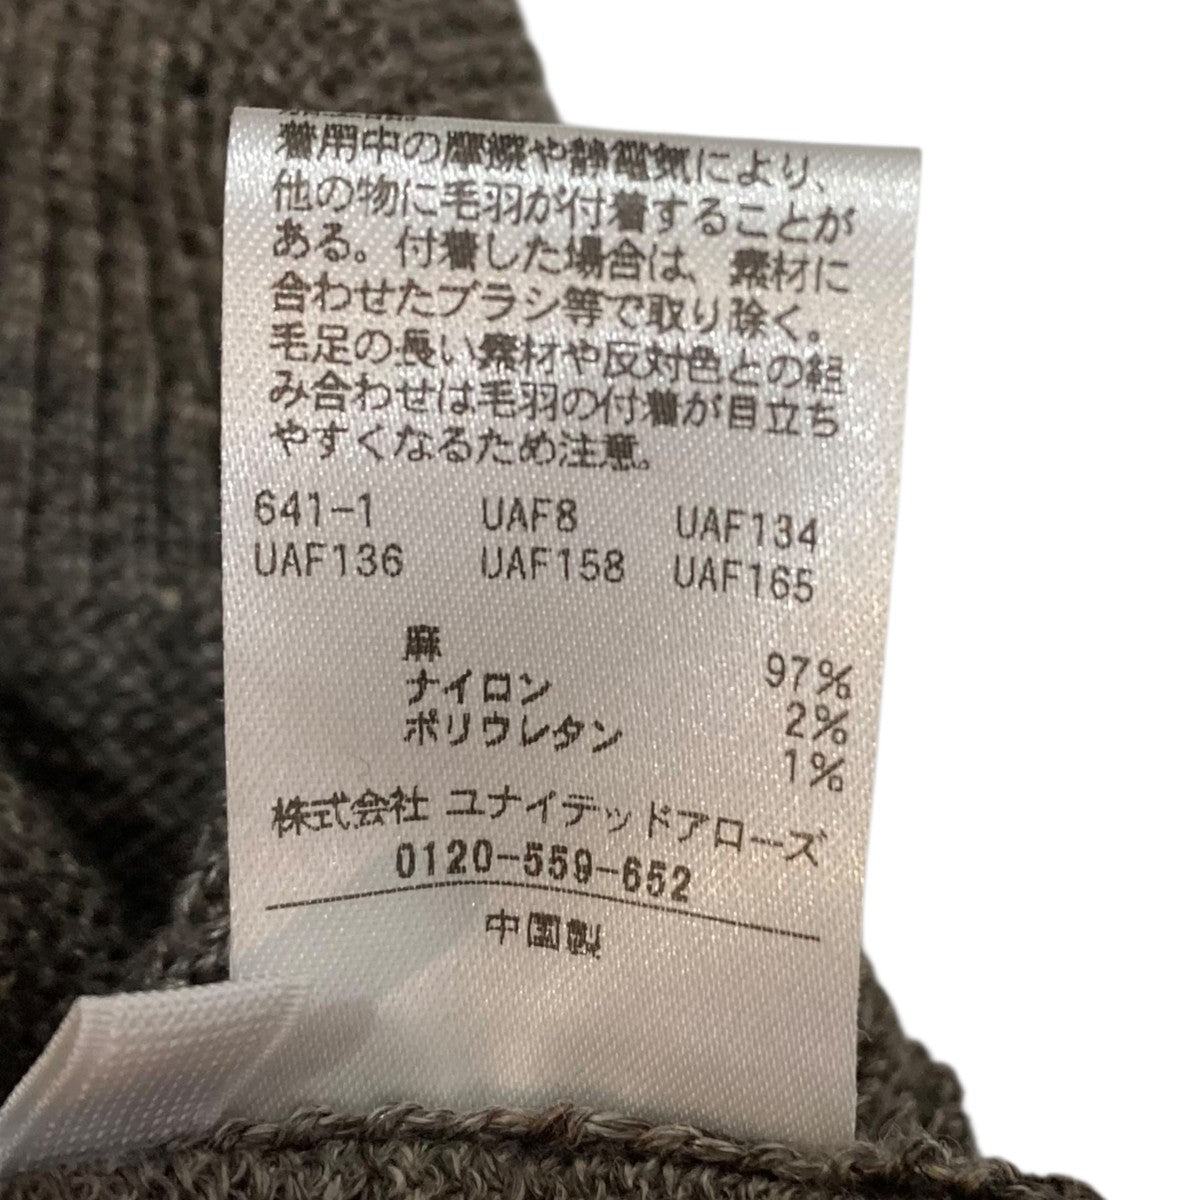 着用中の摩擦や静電気により、
他の物に毛羽が付着することが
ある。付着した場合は、素材に
合わせたブラシ等で取り除く。
毛足の長い素材や反対色との組
み合わせは毛羽の付着が目立ち
やすくなるため注意。
641-1 UAF8 UAF134
UAF136 UAF158 UAF165
麻 97%
ナイロン 2%
ポリウレタン 1%
株式会社 ユナイテッドアローズ
0120-559-652
中国製